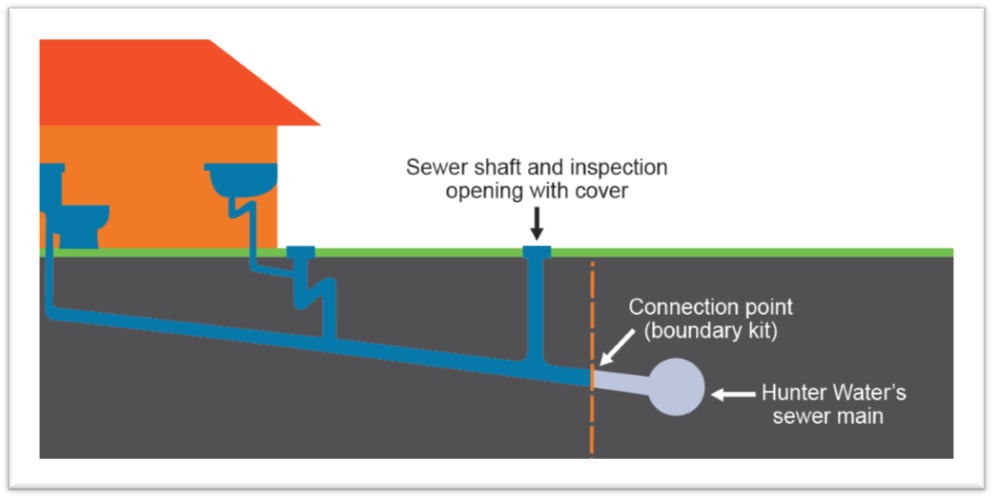 Sewer shaft and inspection
opening with cover
Connection point
(boundary kit)
Hunter Water’s
sewer main